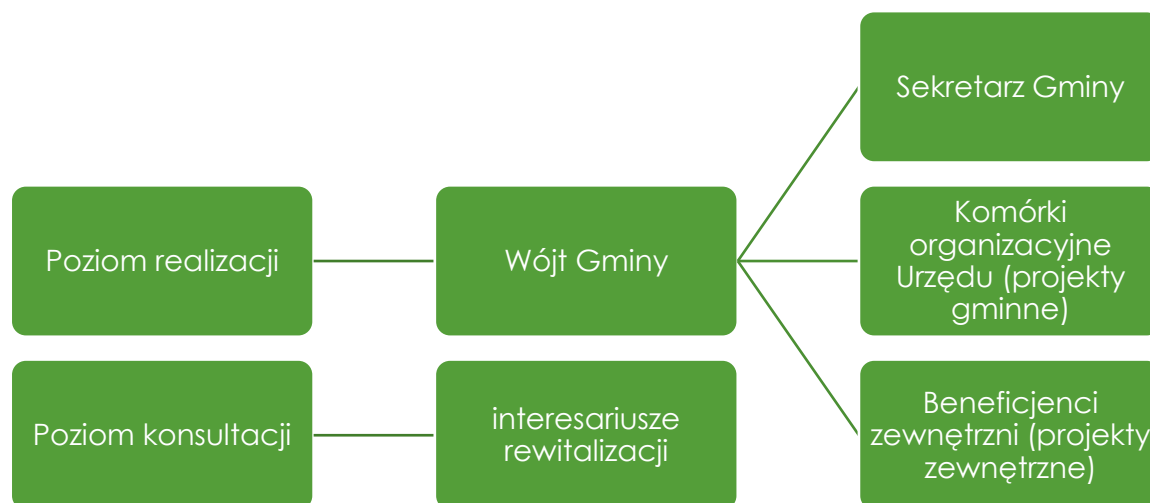 Sekretarz Gminy
Poziom realizacji
Wójt Gminy
Komórki
organizacyjne
Urzędu (projekty
gminne)
Poziom konsultacji
interesariusze
rewitalizacji
Beneficjenci
zewnętrzni (projekty
zewnętrzne)